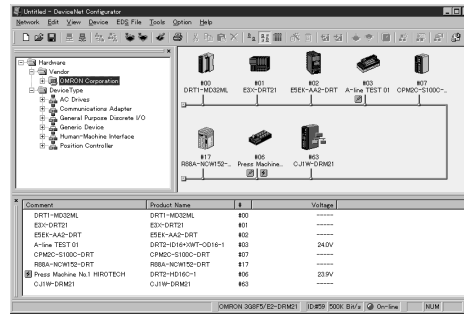 Untitled - DeviceNet Configurator
Network Edit View Device EDS File Tools Option Help
Hardware
Vendor
OMRON Corporation
DeviceType
AC Drives
Communications Adapter
General Purpose Discrete I/O
Generic Device
Human-Machine Interface
Position Controller
#00 #01 #02 #03 #07
DRT1-MD32ML E3X-DRT21 E5EK-AA2-DRT A-line TEST 01 CPM2C-S100C-...
#17 #06 #63
R88A-NCW152-... Press Machine... CJ1W-DRM21
Comment Product Name # Voltage
DRT1-MD32ML DRT1-MD32ML #00 -----
E3X-DRT21 E3X-DRT21 #01 -----
E5EK-AA2-DRT E5EK-AA2-DRT #02 -----
A-line TEST 01 DRT2-ID16+XWT-OD16-1 #03 24.0V
CPM2C-S100C-DRT CPM2C-S100C-DRT #07 -----
R88A-NCW152-DRT R88A-NCW152-DRT #17 -----
Press Machine No.1 HIROTECH DRT2-HD16C-1 #06 23.9V
CJ1W-DRM21 CJ1W-DRM21 #63 -----
OMRON 3G8F5/E2-DRM21 ID:#59 500K Bit/s On-line NUM